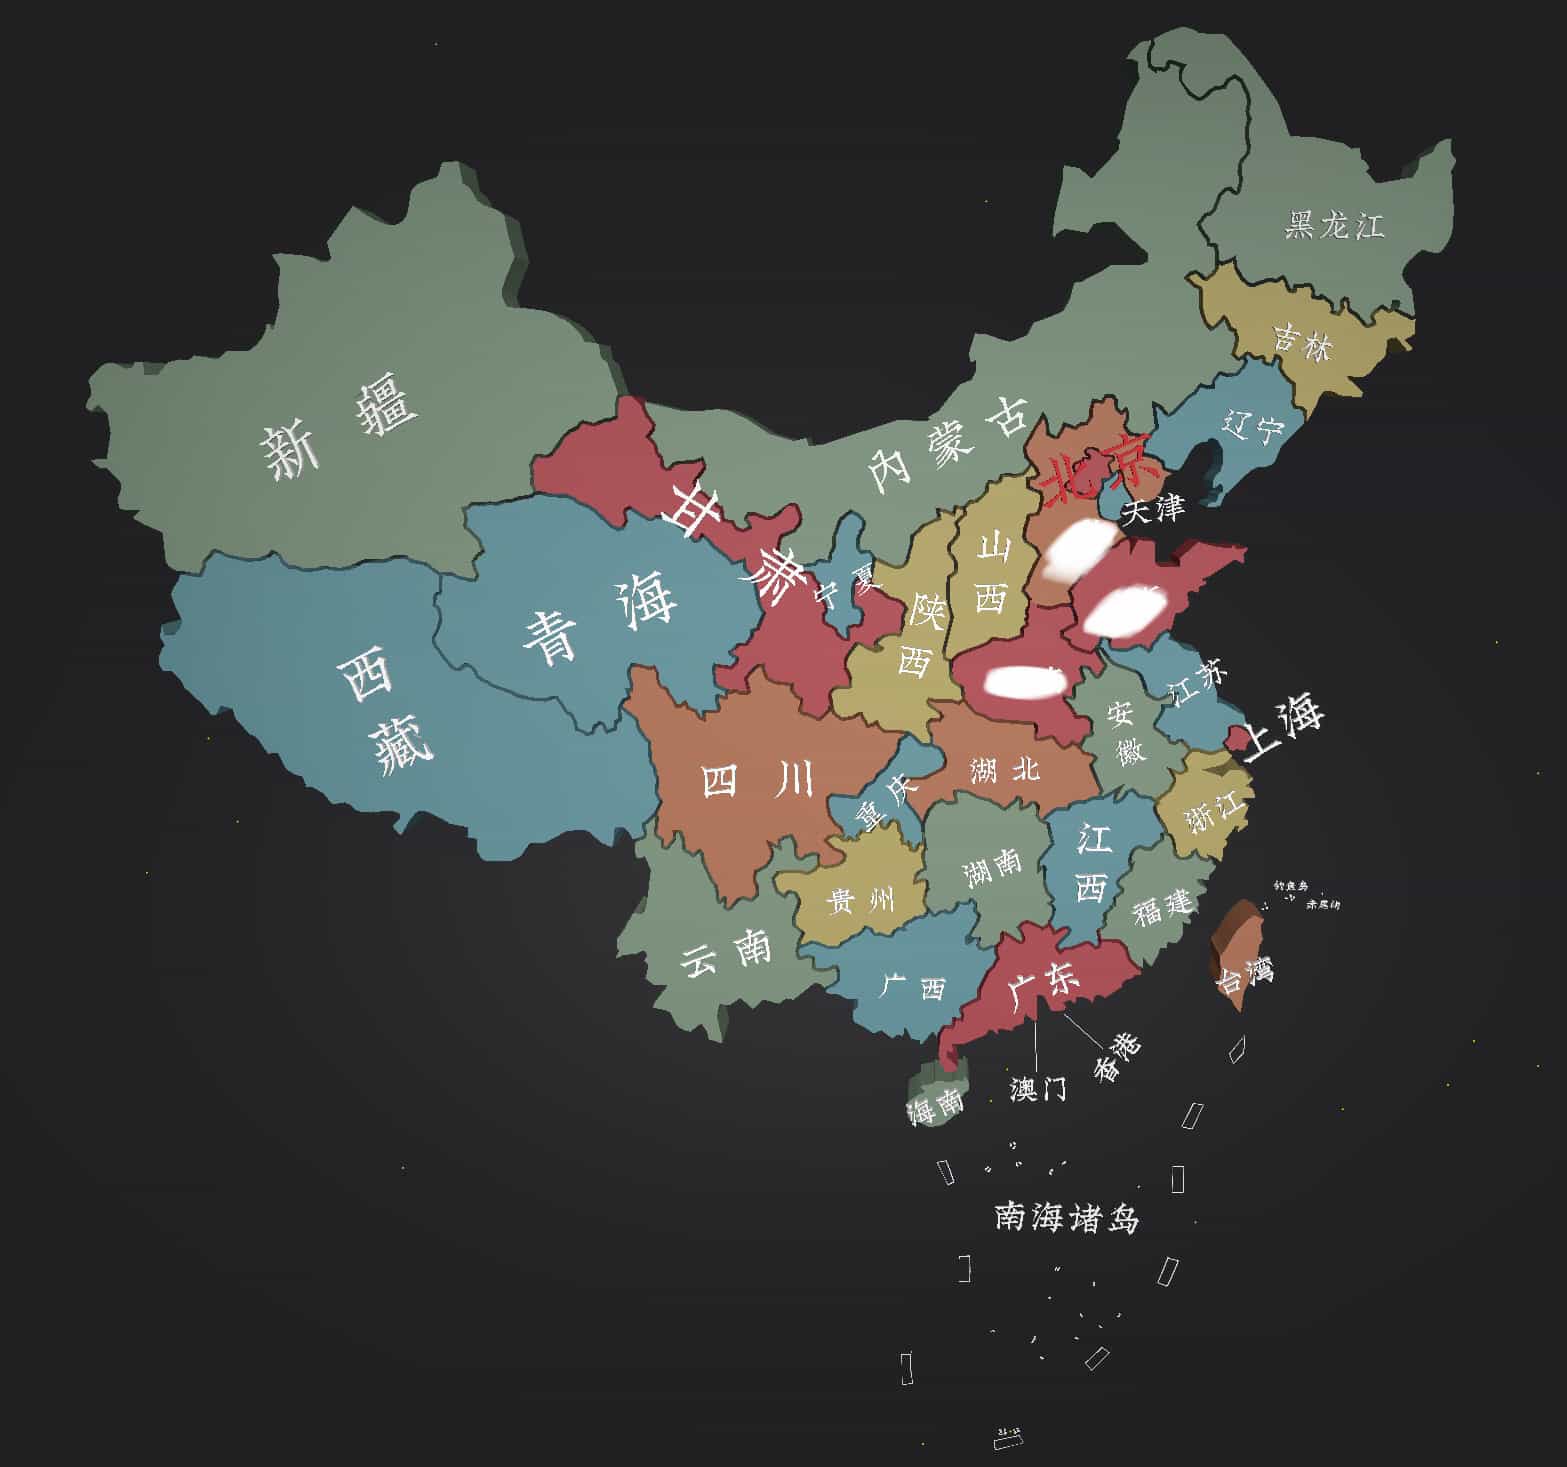 黑龙江
吉林
辽宁
新疆
内蒙古
北京
天津
甘肃
宁夏
山西
陕西
青海
西藏
江苏
安徽
上海
四川
重庆
湖北
浙江
江西
湖南
贵州
福建
云南
广西
广东
台湾
钓鱼岛
赤尾屿
香港
澳门
海南
南海诸岛